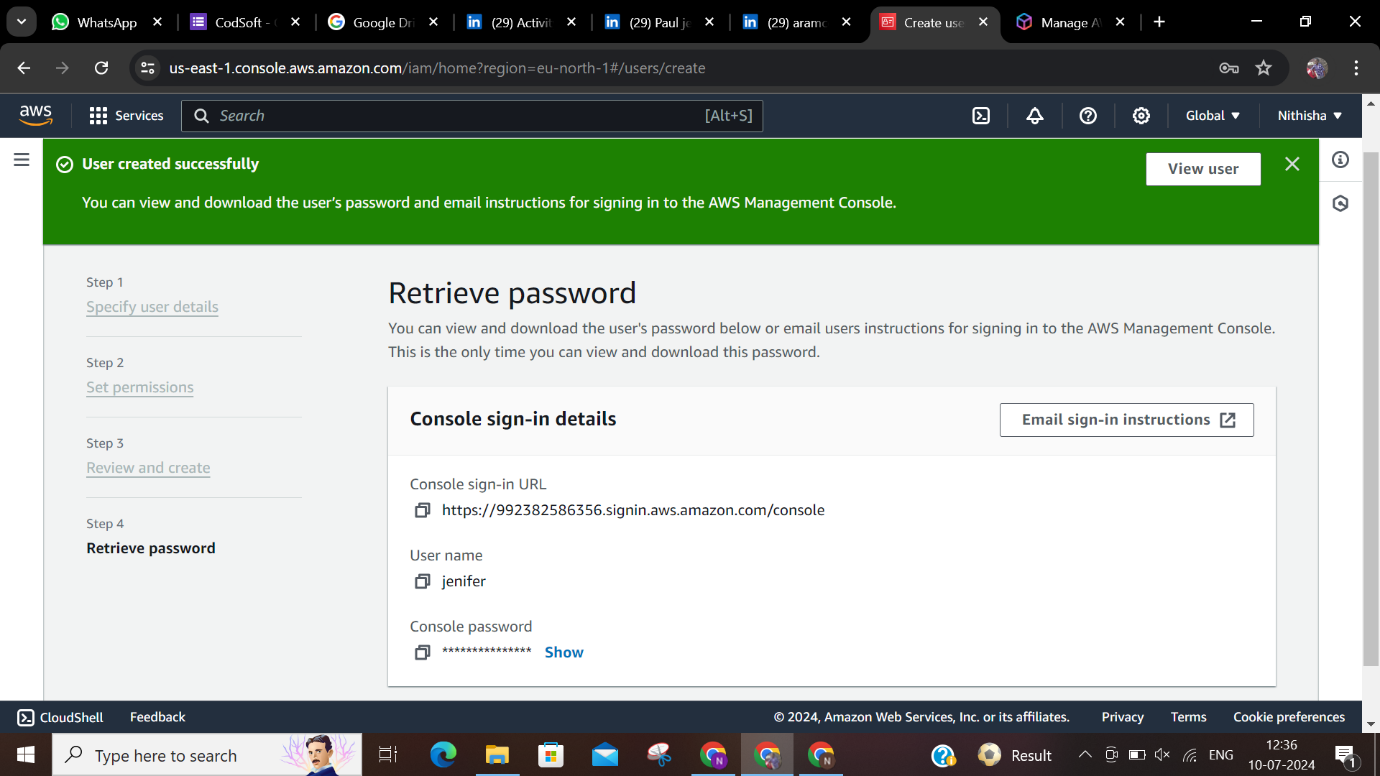 WhatsApp
CodSoft -
Google Dri
(29) Activit
(29) Paul je
(29) aramc
Create use
Manage A
us-east-1.console.aws.amazon.com/iam/home?region=eu-north-1#/users/create
aws
Services
Search
[Alt+S]
Global
Nithisha
User created successfully
View user
You can view and download the user's password and email instructions for signing in to the AWS Management Console.
Step 1
Specify user details
Step 2
Set permissions
Step 3
Review and create
Step 4
Retrieve password
Retrieve password
You can view and download the user's password below or email users instructions for signing in to the AWS Management Console.
This is the only time you can view and download this password.
Console sign-in details
Email sign-in instructions
Console sign-in URL
https://992382586356.signin.aws.amazon.com/console
User name
jenifer
Console password
*************** Show
CloudShell
Feedback
© 2024, Amazon Web Services, Inc. or its affiliates.
Privacy
Terms
Cookie preferences
Type here to search
N
N
Result
ENG
12:36
10-07-2024
1